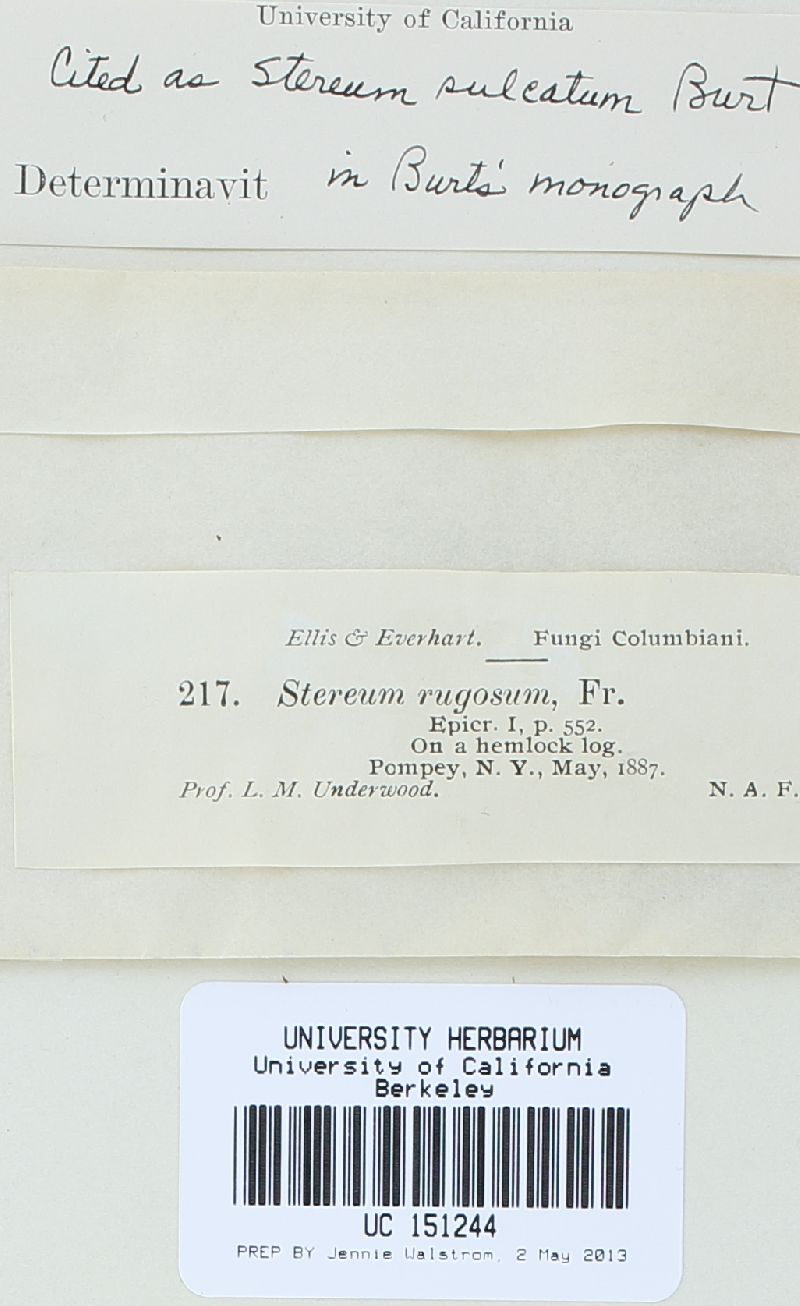 University of California
Cited as Stereum sulcatum Burt
Determinavit in Burt's monograph
Ellis & Everhart. Fungi Columbiani.
217. Stereum rugosum, Fr.
Epicr. I, p. 552.
On a hemlock log.
Pompey, N. Y., May, 1887.
Prof. L. M. Underwood. N. A. F.
UNIVERSITY HERBARIUM
University of California
Berkeley
UC 151244
PREP BY Jennie Walstrom, 2 May 2013